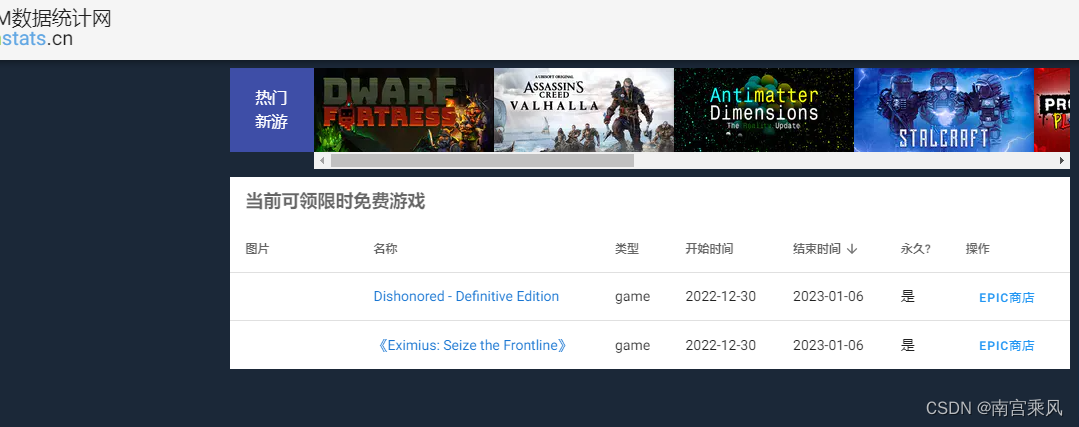 M数据统计网
stats.cn
热门
新游
DWARF
FORTRESS
A UBISOFT ORIGINAL
ASSASSIN'S
CREED
VALHALLA
Antimatter
Dimensions
The Reality Update
STALCRAFT
PRO
PL
当前可领限时免费游戏
图片 名称 类型 开始时间 结束时间 永久? 操作
Dishonored - Definitive Edition game 2022-12-30 2023-01-06 是 EPIC商店
《Eximius: Seize the Frontline》 game 2022-12-30 2023-01-06 是 EPIC商店
CSDN @南宫乘风